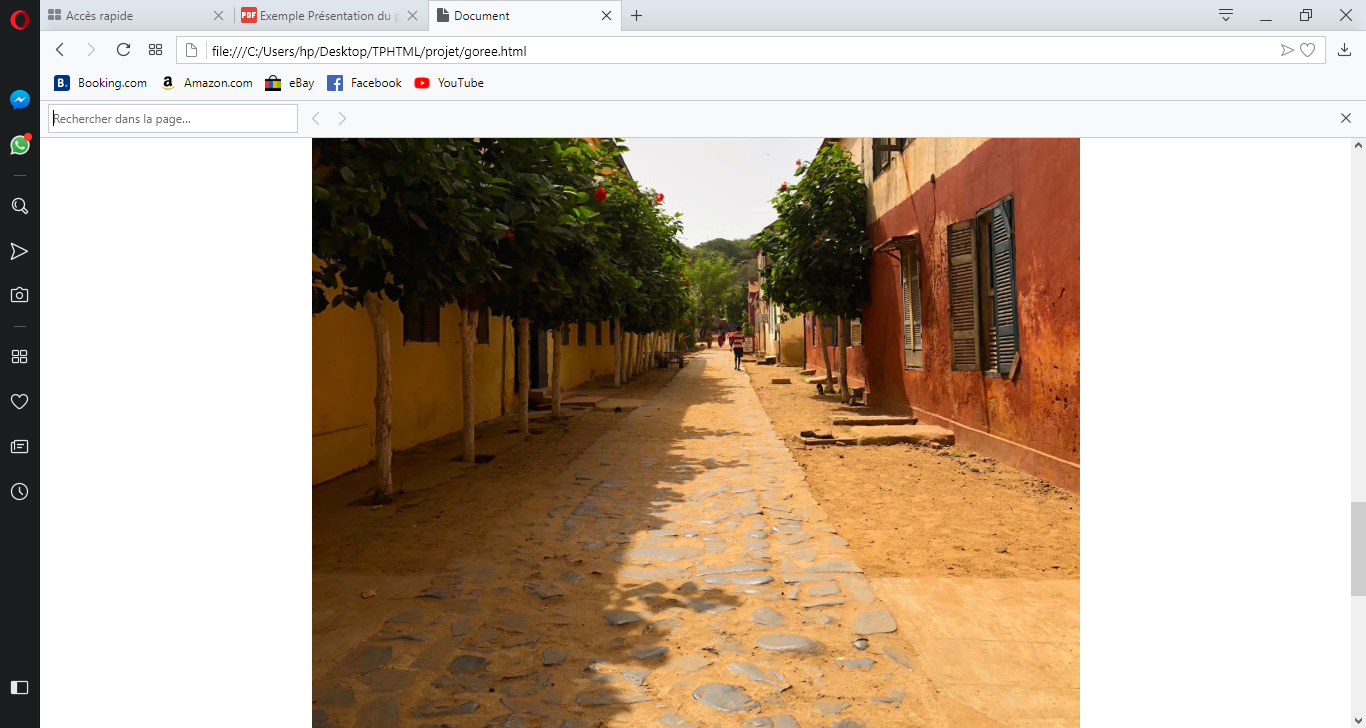 Accès rapide
PDF Exemple Présentation du p
Document
file:///C:/Users/hp/Desktop/TPHTML/projet/goree.html
B. Booking.com
a Amazon.com
eBay
Facebook
YouTube
Rechercher dans la page...